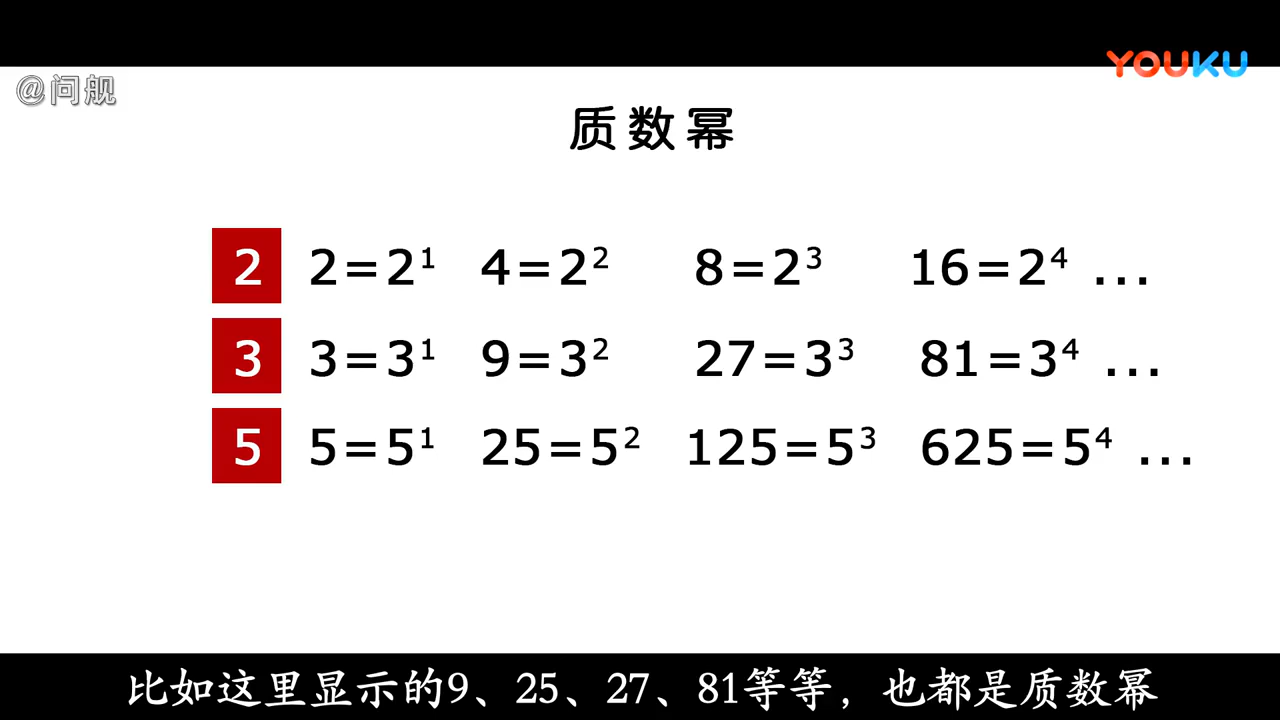 YOUKU
@问舰
质数幂
2 2=2¹ 4=2² 8=2³ 16=2⁴ ...
3 3=3¹ 9=3² 27=3³ 81=3⁴ ...
5 5=5¹ 25=5² 125=5³ 625=5⁴ ...
比如这里显示的9、25、27、81等等，也都是质数幂